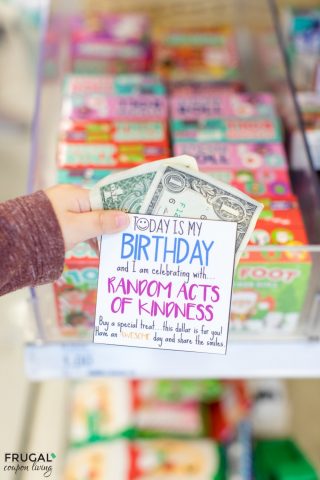 TODAY IS MY
BIRTHDAY
and I am celebrating with...
RANDOM ACTS
OF KINDNESS
Buy a special treat...this dollar is for you!
Have an AWESOME day and share the smiles.
FOOT
FRUGAL
coupon living